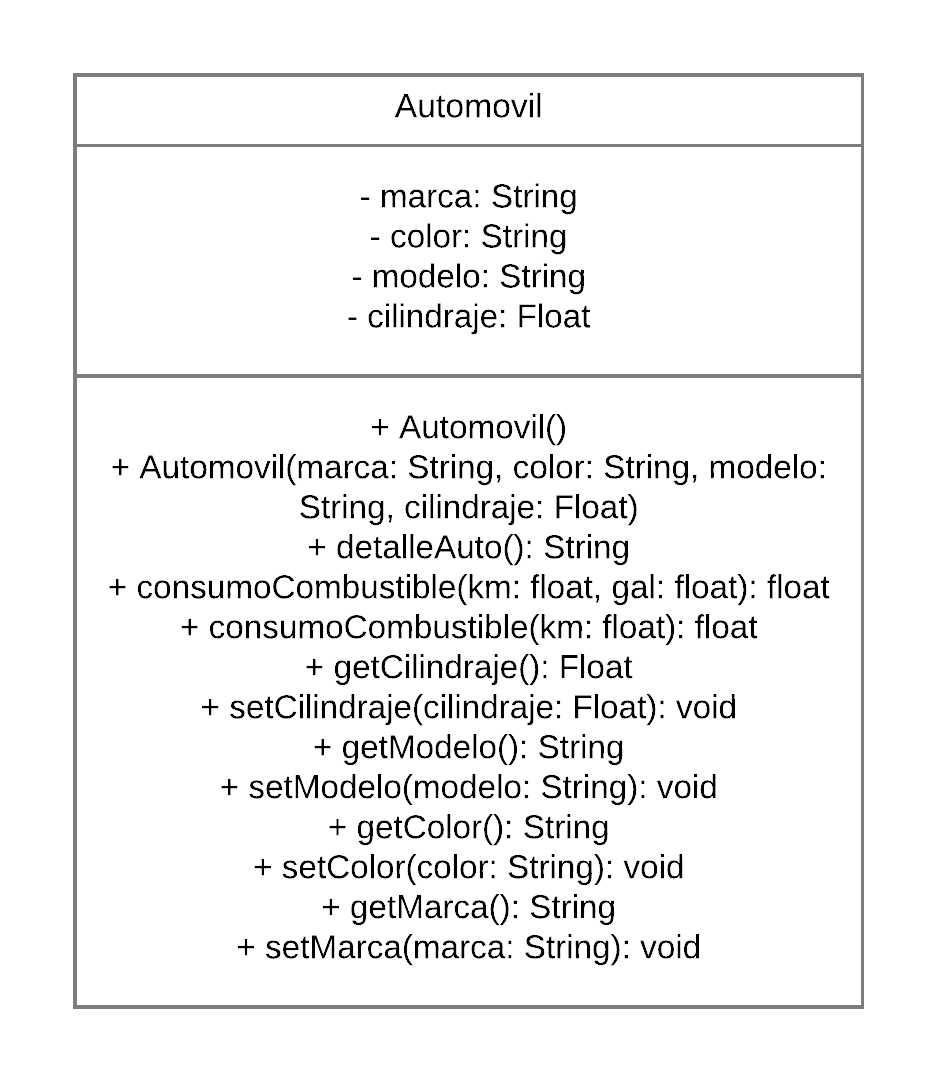 Automovil
- marca: String
- color: String
- modelo: String
- cilindraje: Float
+ Automovil()
+ Automovil(marca: String, color: String, modelo:
String, cilindraje: Float)
+ detalleAuto(): String
+ consumoCombustible(km: float, gal: float): float
+ consumoCombustible(km: float): float
+ getCilindraje(): Float
+ setCilindraje(cilindraje: Float): void
+ getModelo(): String
+ setModelo(modelo: String): void
+ getColor(): String
+ setColor(color: String): void
+ getMarca(): String
+ setMarca(marca: String): void